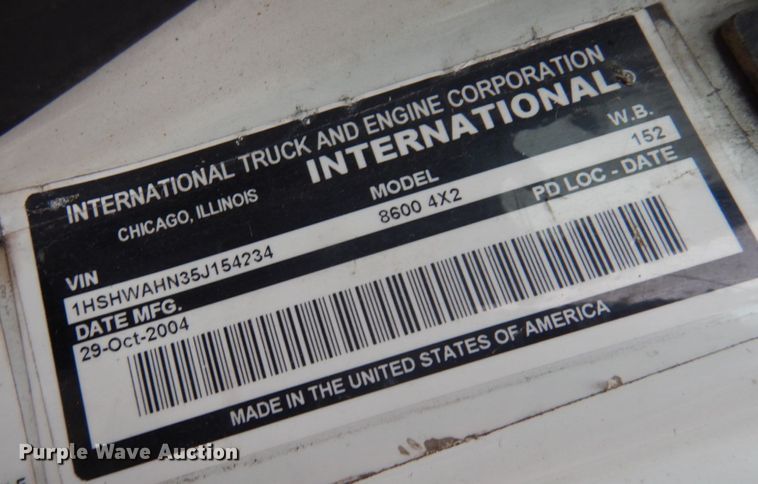 INTERNATIONAL TRUCK AND ENGINE CORPORATION
CHICAGO, ILLINOIS
INTERNATIONAL
VIN
MODEL
W.B.
1HSHWAHN35J154234
8600 4X2
152
DATE MFG.
PD LOC - DATE
29-Oct-2004
MADE IN THE UNITED STATES OF AMERICA
Purple Wave Auction